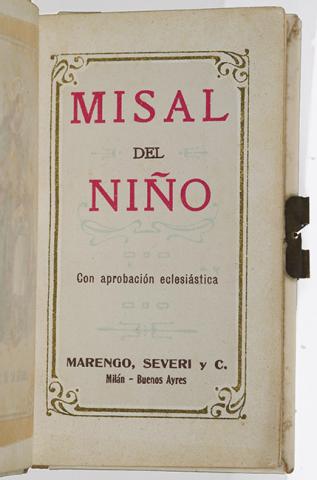 MISAL
DEL
NIÑO
Con aprobación eclesiástica
MARENGO, SEVERI y C.
Milán - Buenos Ayres